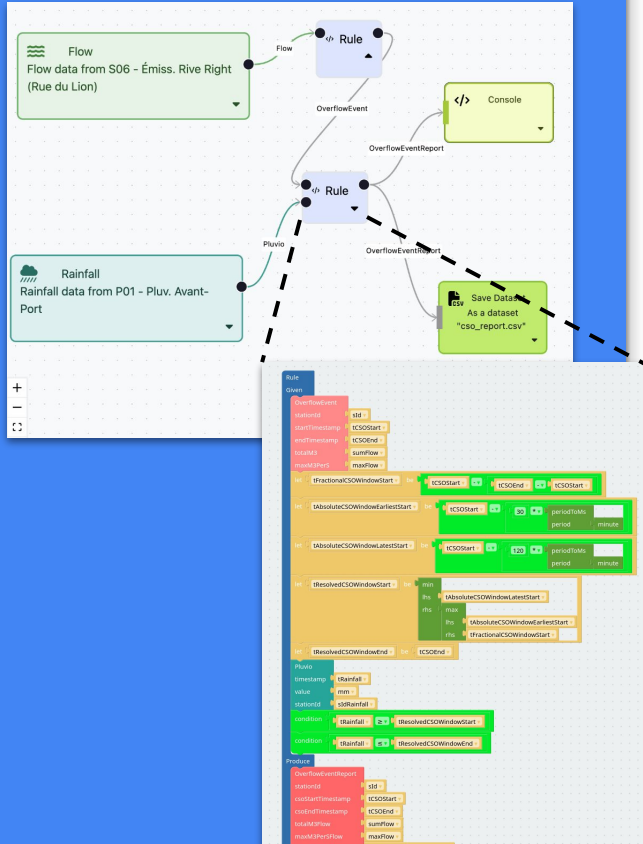 Flow
Flow data from S06 - Émiss. Rive Right
(Rue du Lion)
Flow
</> Rule
OverflowEvent
</> Console
OverflowEventReport
</> Rule
Pluvio
OverflowEventReport
Rainfall
Rainfall data from P01 - Pluv. Avant-
Port
CSV
Save Dataset
As a dataset
"cso_report.csv"
+
−
Rule
Given
OverflowEvent
stationId sId
startTimestamp tCSOStart
endTimestamp tCSOEnd
totalM3 sumFlow
maxM3PerS maxFlow
let tFractionalCSOWindowStart be tCSOStart tCSOEnd tCSOStart
let tAbsoluteCSOWindowEarliestStart be tCSOStart 30 periodToMs
period minute
let tAbsoluteCSOWindowLatestStart be tCSOStart 120 periodToMs
period minute
let tResolvedCSOWindowStart be min
lhs tAbsoluteCSOWindowLatestStart
rhs max
lhs tAbsoluteCSOWindowEarliestStart
rhs tFractionalCSOWindowStart
let tResolvedCSOWindowEnd be tCSOEnd
Pluvio
timestamp tRainfall
value mm
stationId sIdRainfall
condition tRainfall ≥ tResolvedCSOWindowStart
condition tRainfall ≤ tResolvedCSOWindowEnd
Produce
OverflowEventReport
stationId sId
csoStartTimestamp tCSOStart
csoEndTimestamp tCSOEnd
totalM3Flow sumFlow
maxM3PerSFlow maxFlow